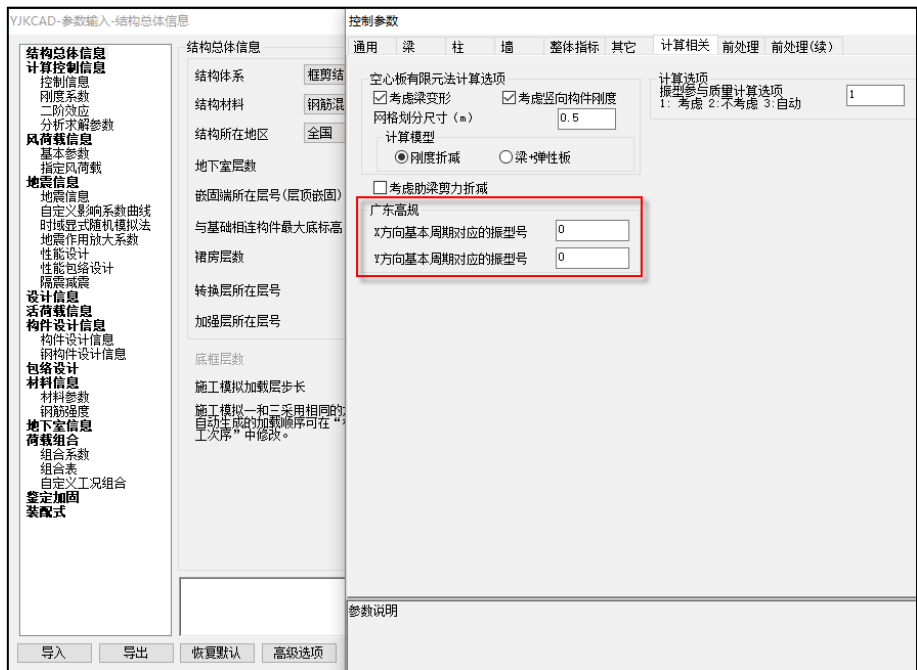 YJKCAD-参数输入-结构总体信息
结构总体信息
计算控制信息
控制信息
刚度系数
二阶效应
分析求解参数
风荷载信息
基本参数
指定风荷载
地震信息
地震信息
自定义影响系数曲线
时域显式随机模拟法
地震作用放大系数
性能设计
性能包络设计
隔震减震
设计信息
活荷载信息
构件设计信息
构件设计信息
钢构件设计信息
包络设计
材料信息
材料参数
钢筋强度
地下室信息
荷载组合
组合系数
组合表
自定义工况组合
鉴定加固
装配式
导入 导出 恢复默认 高级选项
结构总体信息
结构体系 框剪结
结构材料 钢筋混
结构所在地区 全国
地下室层数
嵌固端所在层号(层顶嵌固)
与基础相连构件最大底标高
裙房层数
转换层所在层号
加强层所在层号
底框层数
施工模拟加载层步长
施工模拟一和三采用相同的
自动生成的加载顺序可在“
工次序”中修改。
控制参数
通用 梁 柱 墙 整体指标 其它 计算相关 前处理 前处理(续)
空心板有限元法计算选项
考虑梁变形 考虑竖向构件刚度
网格划分尺寸(m) 0.5
计算模型
刚度折减 梁+弹性板
考虑肋梁剪力折减
广东高规
X方向基本周期对应的振型号 0
Y方向基本周期对应的振型号 0
计算选项
振型参与质量计算选项 1
1: 考虑 2:不考虑 3:自动
参数说明